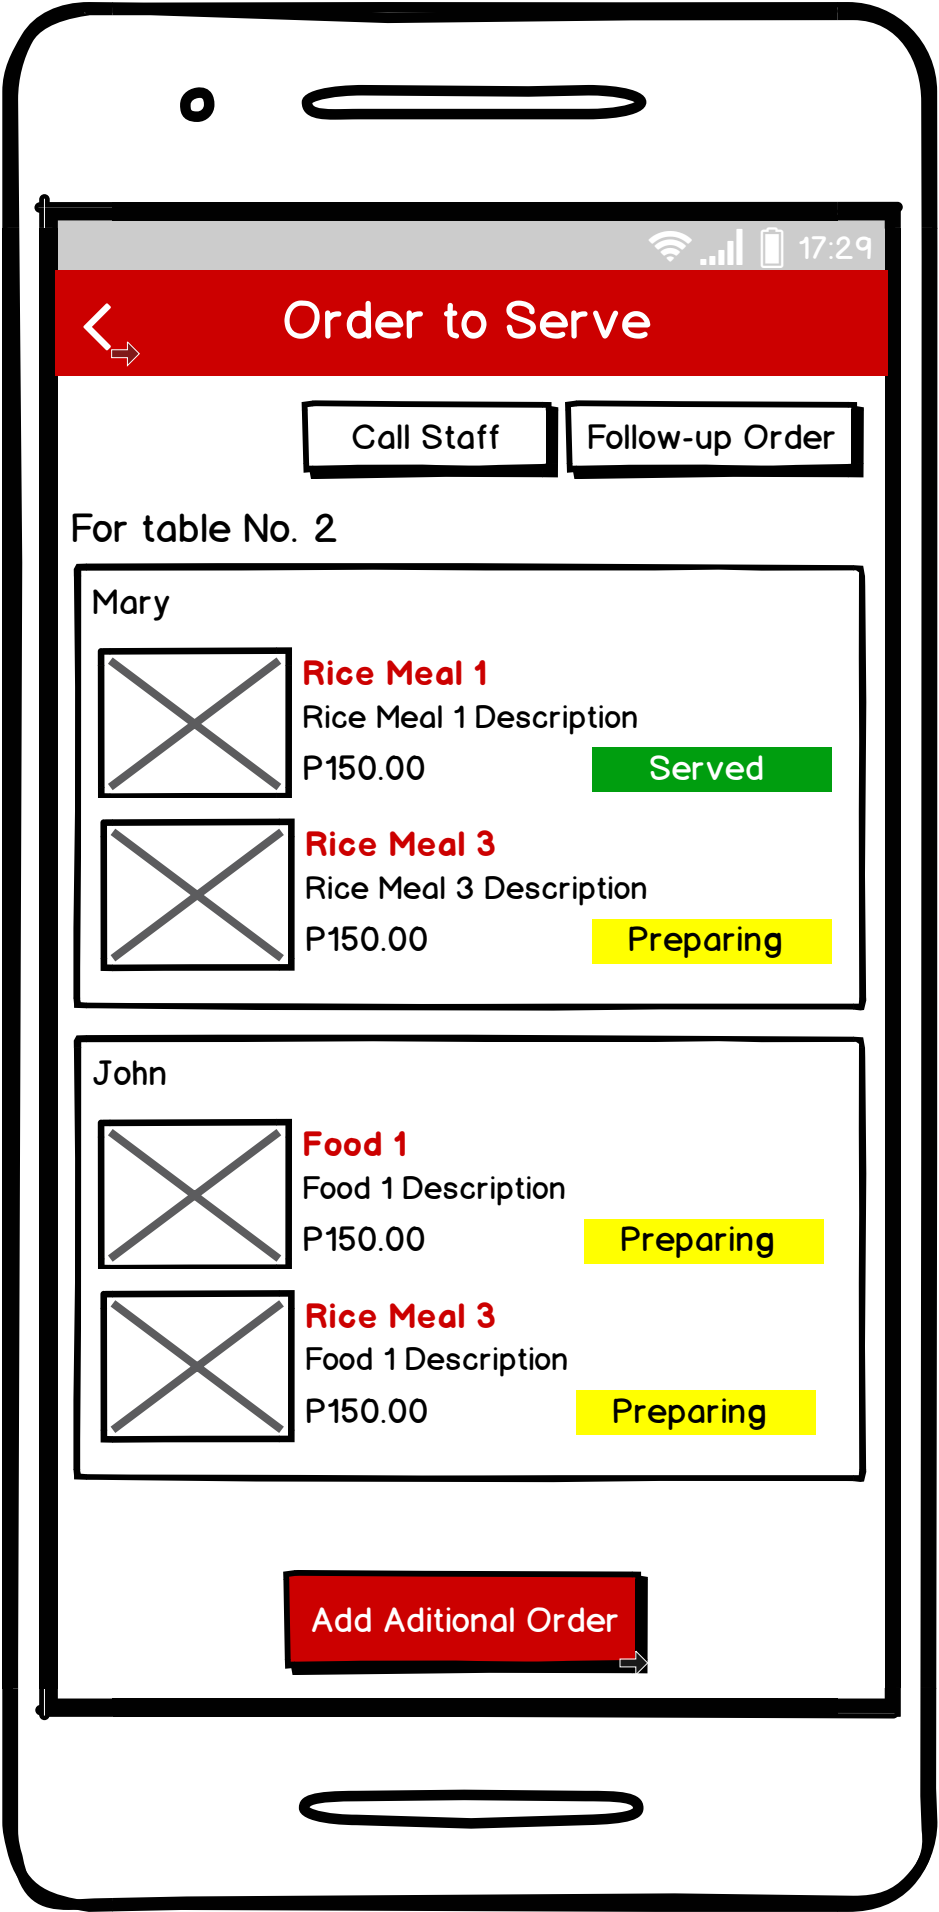 17:29
Order to Serve
Call Staff
Follow-up Order
For table No. 2
Mary
Rice Meal 1
Rice Meal 1 Description
P150.00
Served
Rice Meal 3
Rice Meal 3 Description
P150.00
Preparing
John
Food 1
Food 1 Description
P150.00
Preparing
Rice Meal 3
Food 1 Description
P150.00
Preparing
Add Aditional Order